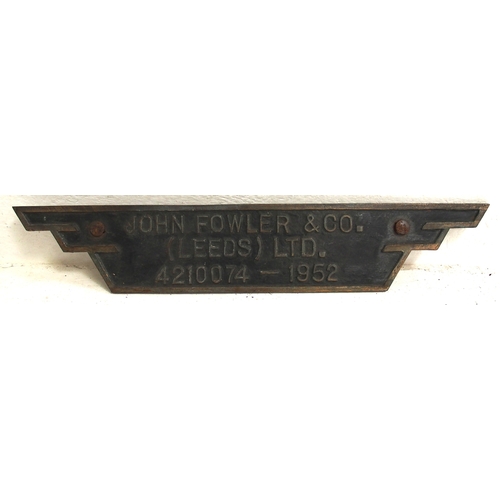 JOHN FOWLER & CO.
(LEEDS) LTD.
4210074 — 1952